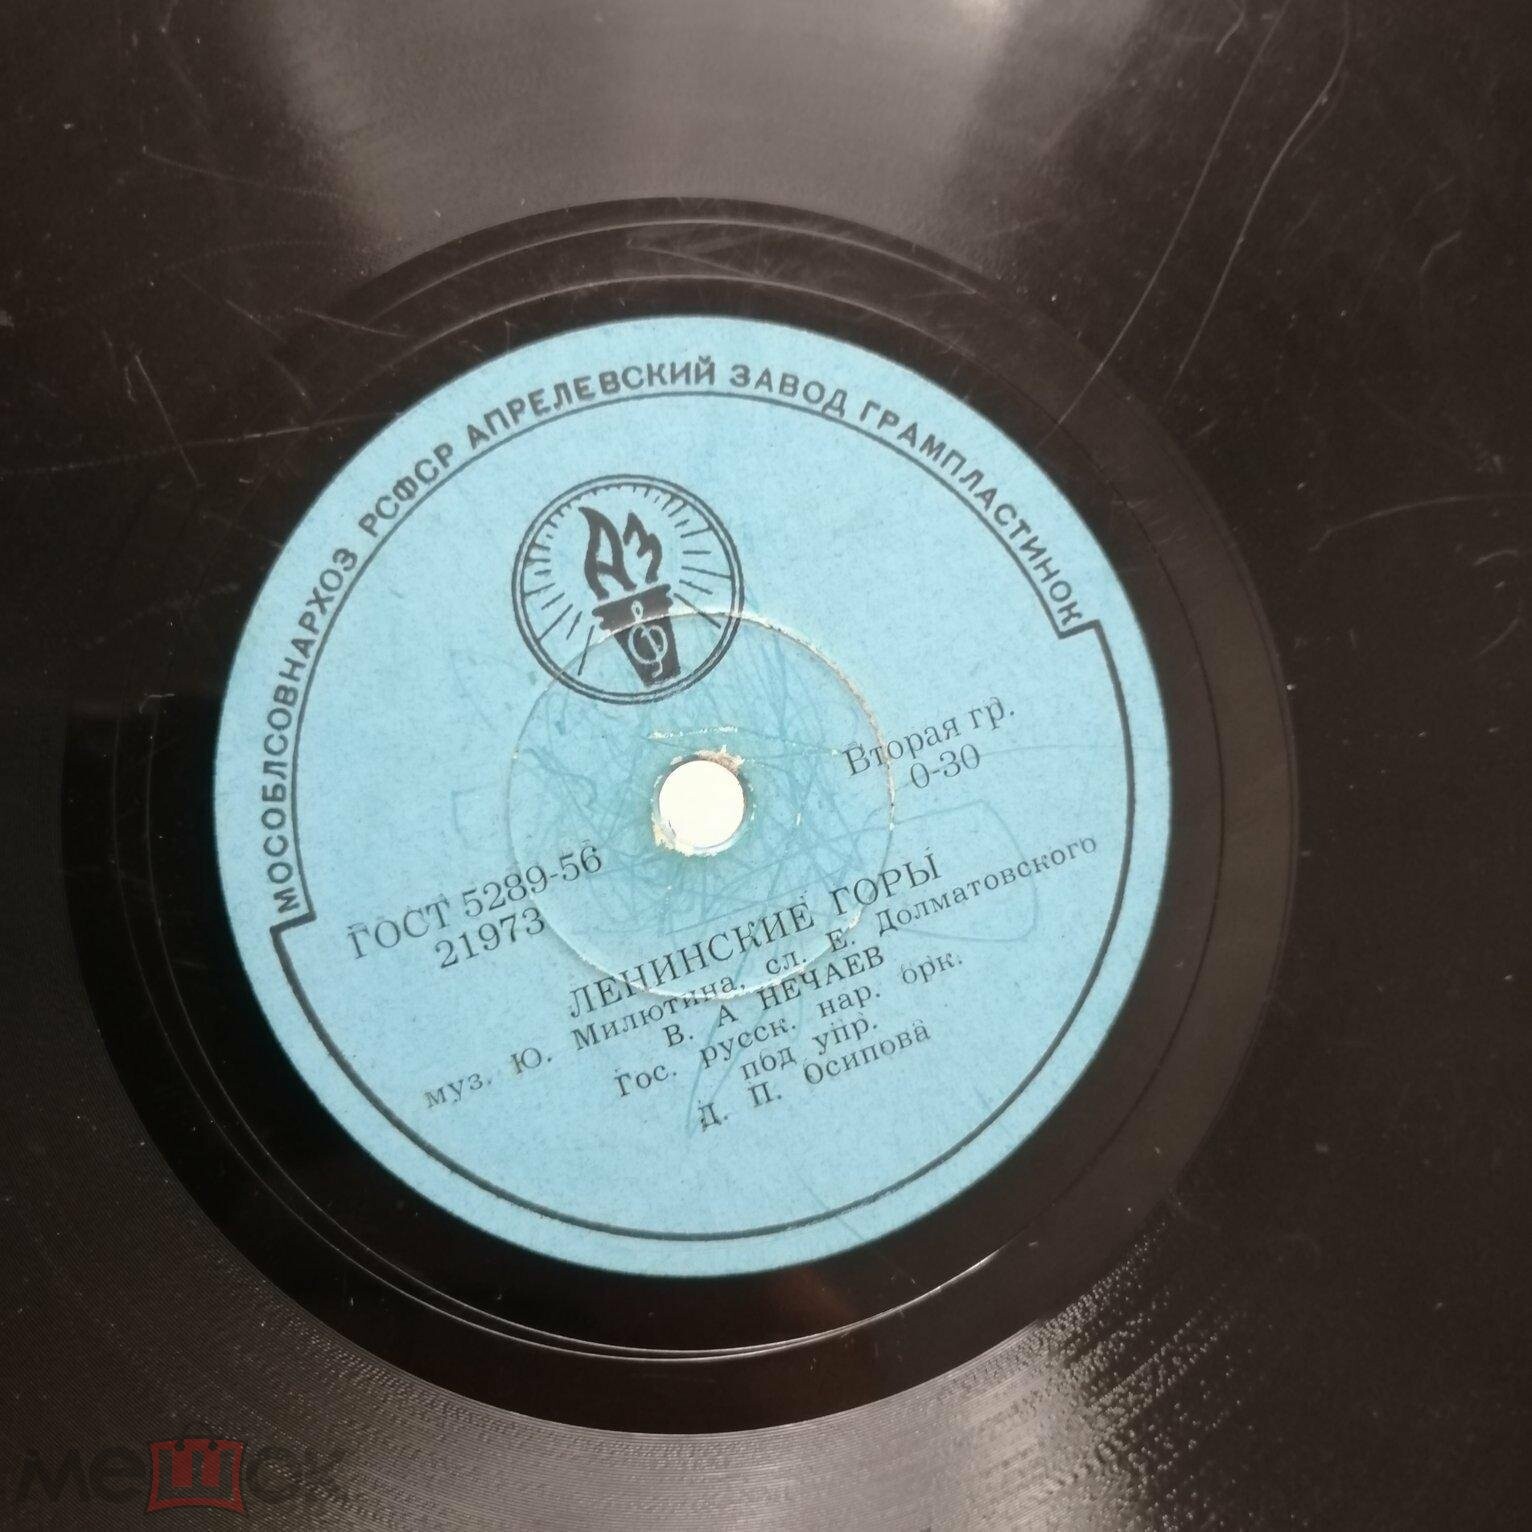 МОСОБЛСОВНАРХОЗ РСФСР АПРЕЛЕВСКИЙ ЗАВОД ГРАМПЛАСТИНОК
АЗ
Вторая гр.
0-30
ГОСТ 5289-56
21973
ЛЕНИНСКИЕ ГОРЫ
муз. Ю. Милютина, сл. Е. Долматовского
В. А НЕЧАЕВ
Гос. русск. нар. орк.
под упр.
Д. П. Осипова
мешок